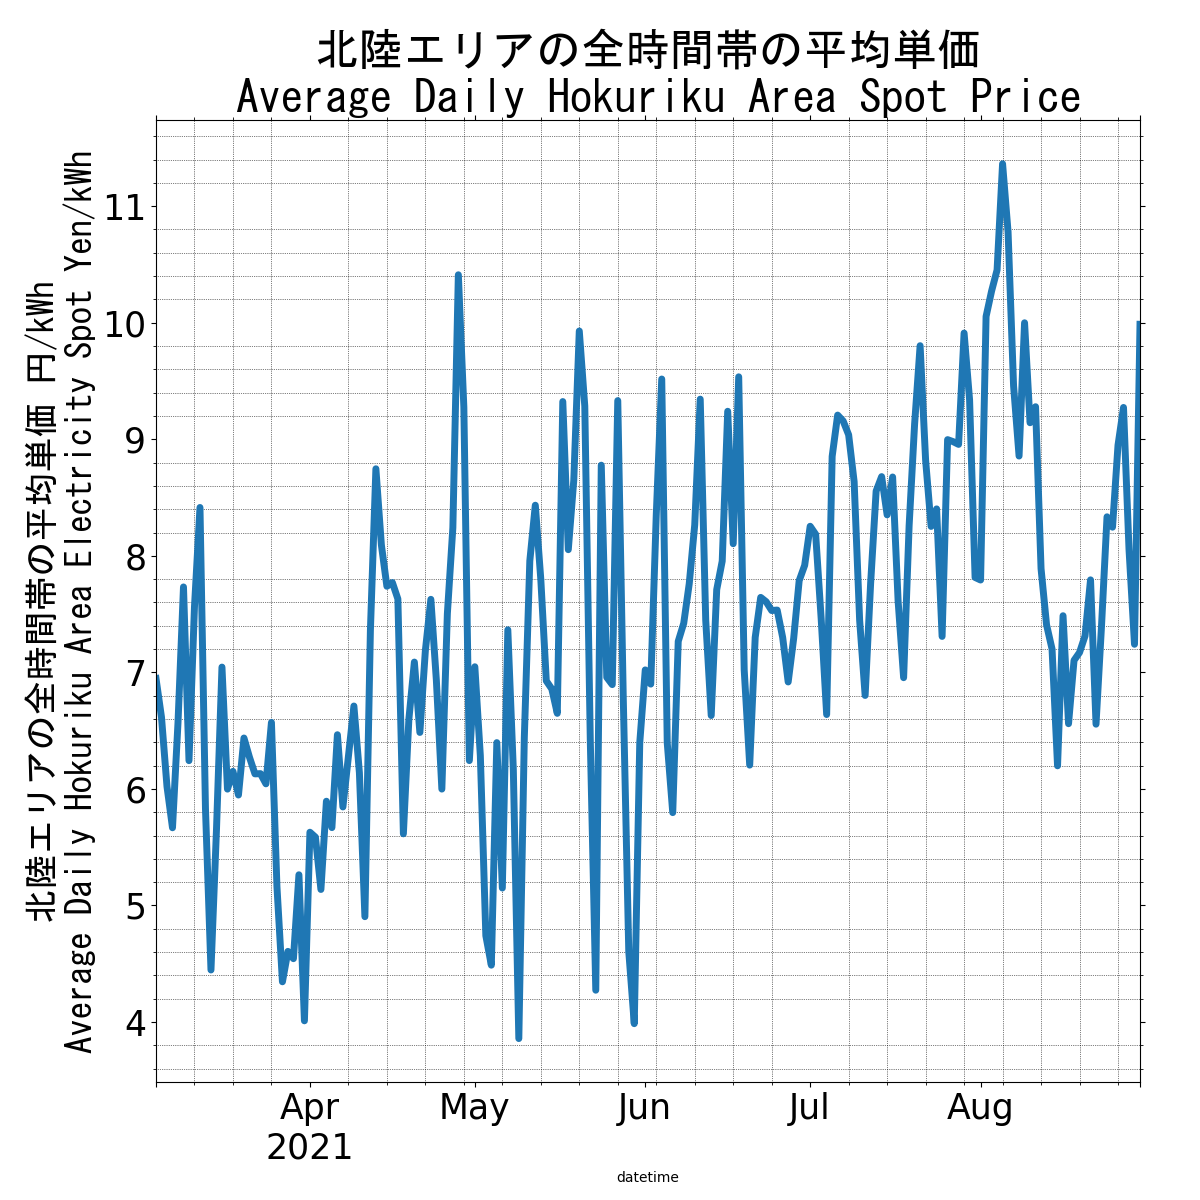 北陸エリアの全時間帯の平均単価
Average Daily Hokuriku Area Spot Price
北陸エリアの全時間帯の平均単価 円/kWh
Average Daily Hokuriku Area Electricity Spot Yen/kWh
11
10
9
8
7
6
5
4
Apr
May
Jun
Jul
Aug
2021
datetime